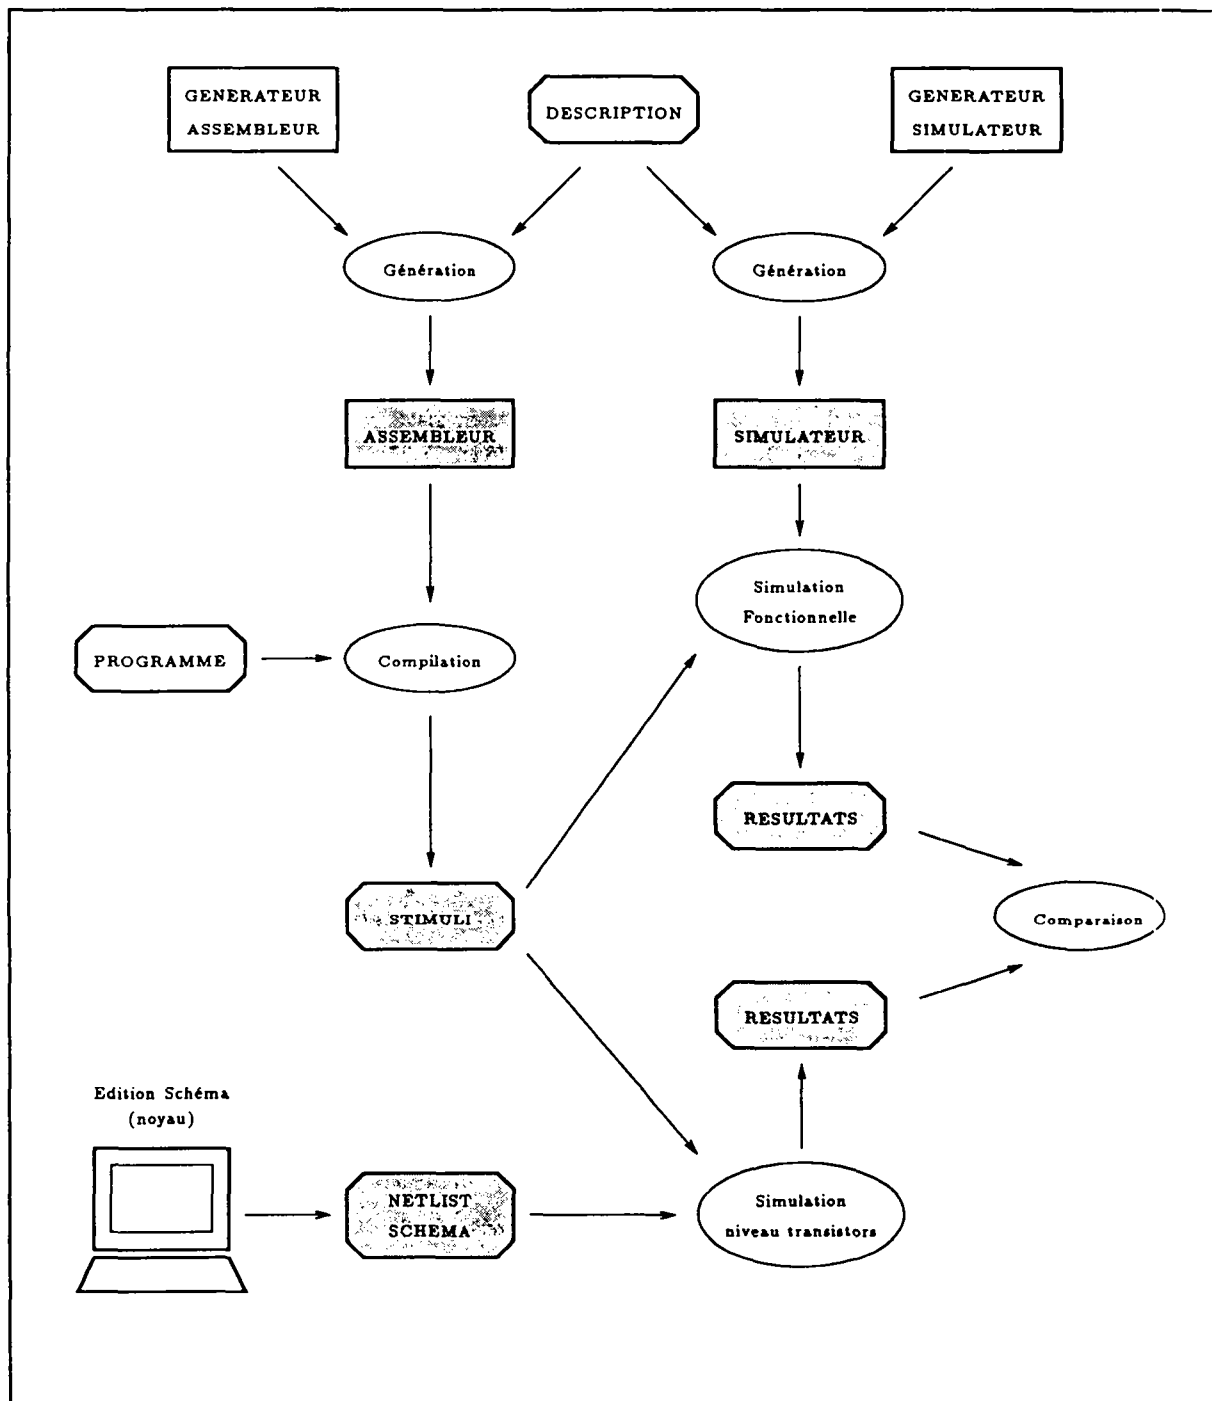 GENERATEUR
ASSEMBLEUR
DESCRIPTION
GENERATEUR
SIMULATEUR
Génération
Génération
ASSEMBLEUR
SIMULATEUR
Simulation
Fonctionnelle
PROGRAMME
Compilation
RESULTATS
STIMULI
Comparaison
RESULTATS
Edition Schéma
(noyau)
NETLIST
SCHEMA
Simulation
niveau transistors